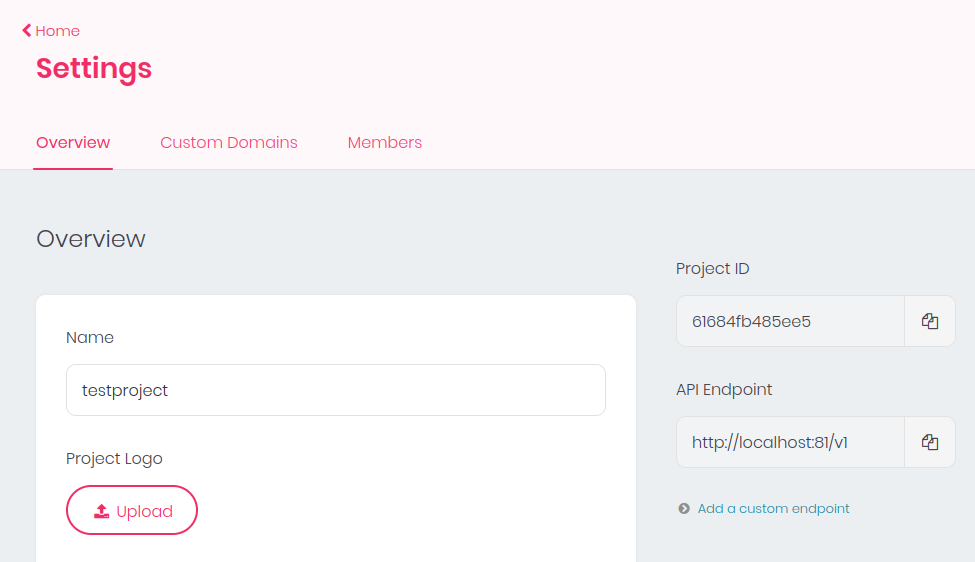 Home
Settings
Overview Custom Domains Members
Overview
Name
testproject
Project Logo
Upload
Project ID
61684fb485ee5
API Endpoint
http://localhost:81/v1
Add a custom endpoint